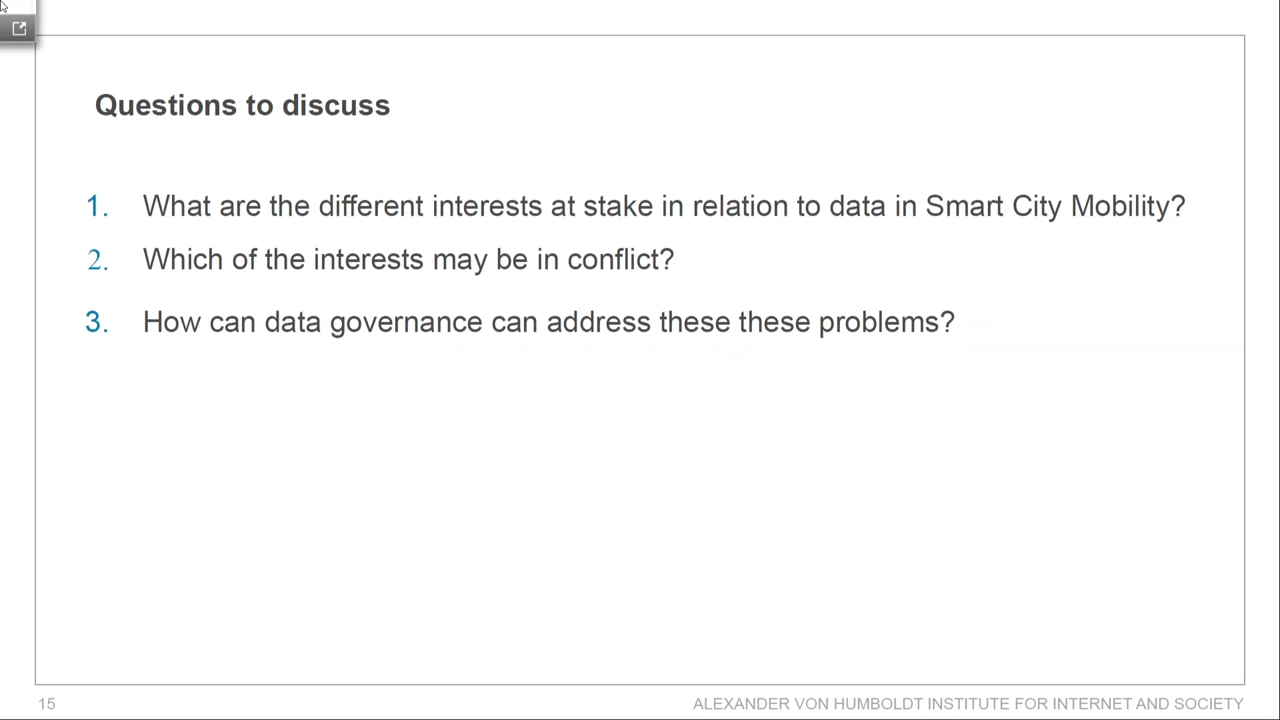 Questions to discuss
1. What are the different interests at stake in relation to data in Smart City Mobility?
2. Which of the interests may be in conflict?
3. How can data governance can address these these problems?
15
ALEXANDER VON HUMBOLDT INSTITUTE FOR INTERNET AND SOCIETY